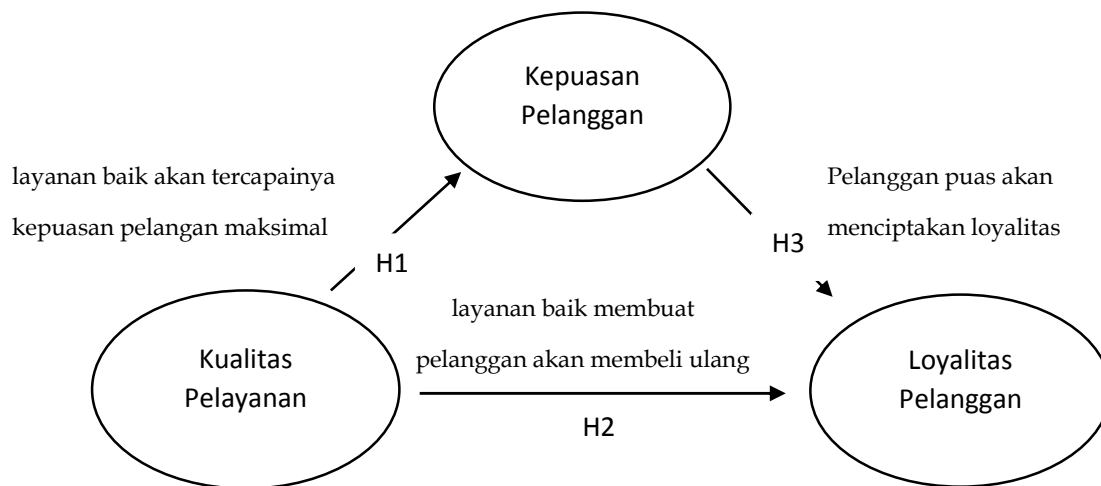 Kepuasan
Pelanggan
layanan baik akan tercapainya
kepuasan pelangan maksimal
Pelanggan puas akan
menciptakan loyalitas
H1
H3
layanan baik membuat
pelanggan akan membeli ulang
Kualitas
Pelayanan
Loyalitas
Pelanggan
H2